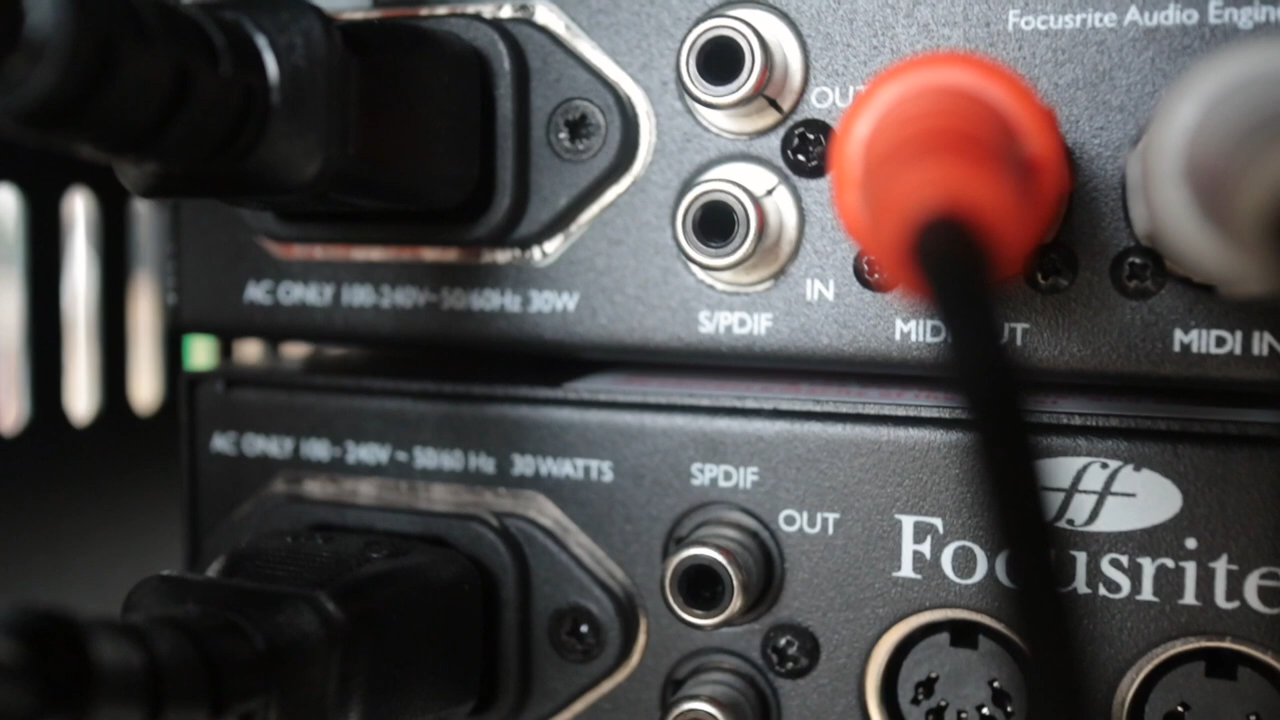 Focusrite Audio Engin
OUT
AC ONLY 100-240V~50/60Hz 30W
IN
S/PDIF
MIDI OUT
MIDI IN
AC ONLY 100-240V ~ 50/60 Hz 30 WATTS
SPDIF
OUT
ff
Focusrite